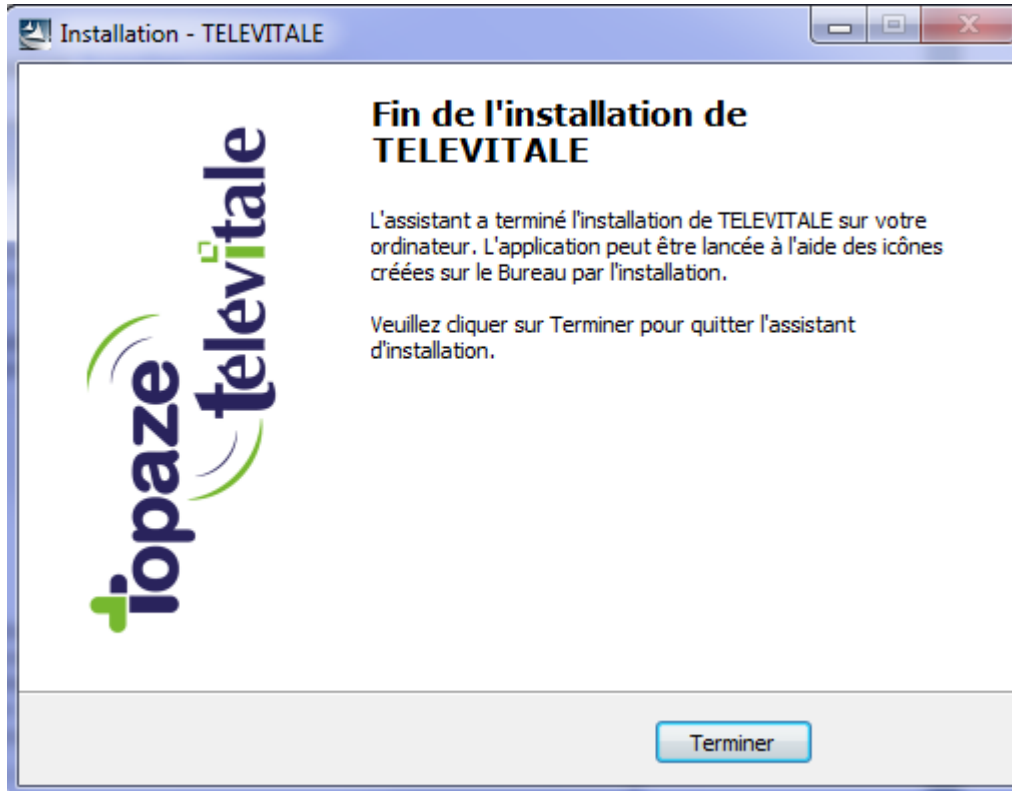 Installation - TELEVITALE
Fin de l'installation de
TELEVITALE
L'assistant a terminé l'installation de TELEVITALE sur votre
ordinateur. L'application peut être lancée à l'aide des icônes
créées sur le Bureau par l'installation.
Veuillez cliquer sur Terminer pour quitter l'assistant
d'installation.
topaze
télévitale
Terminer